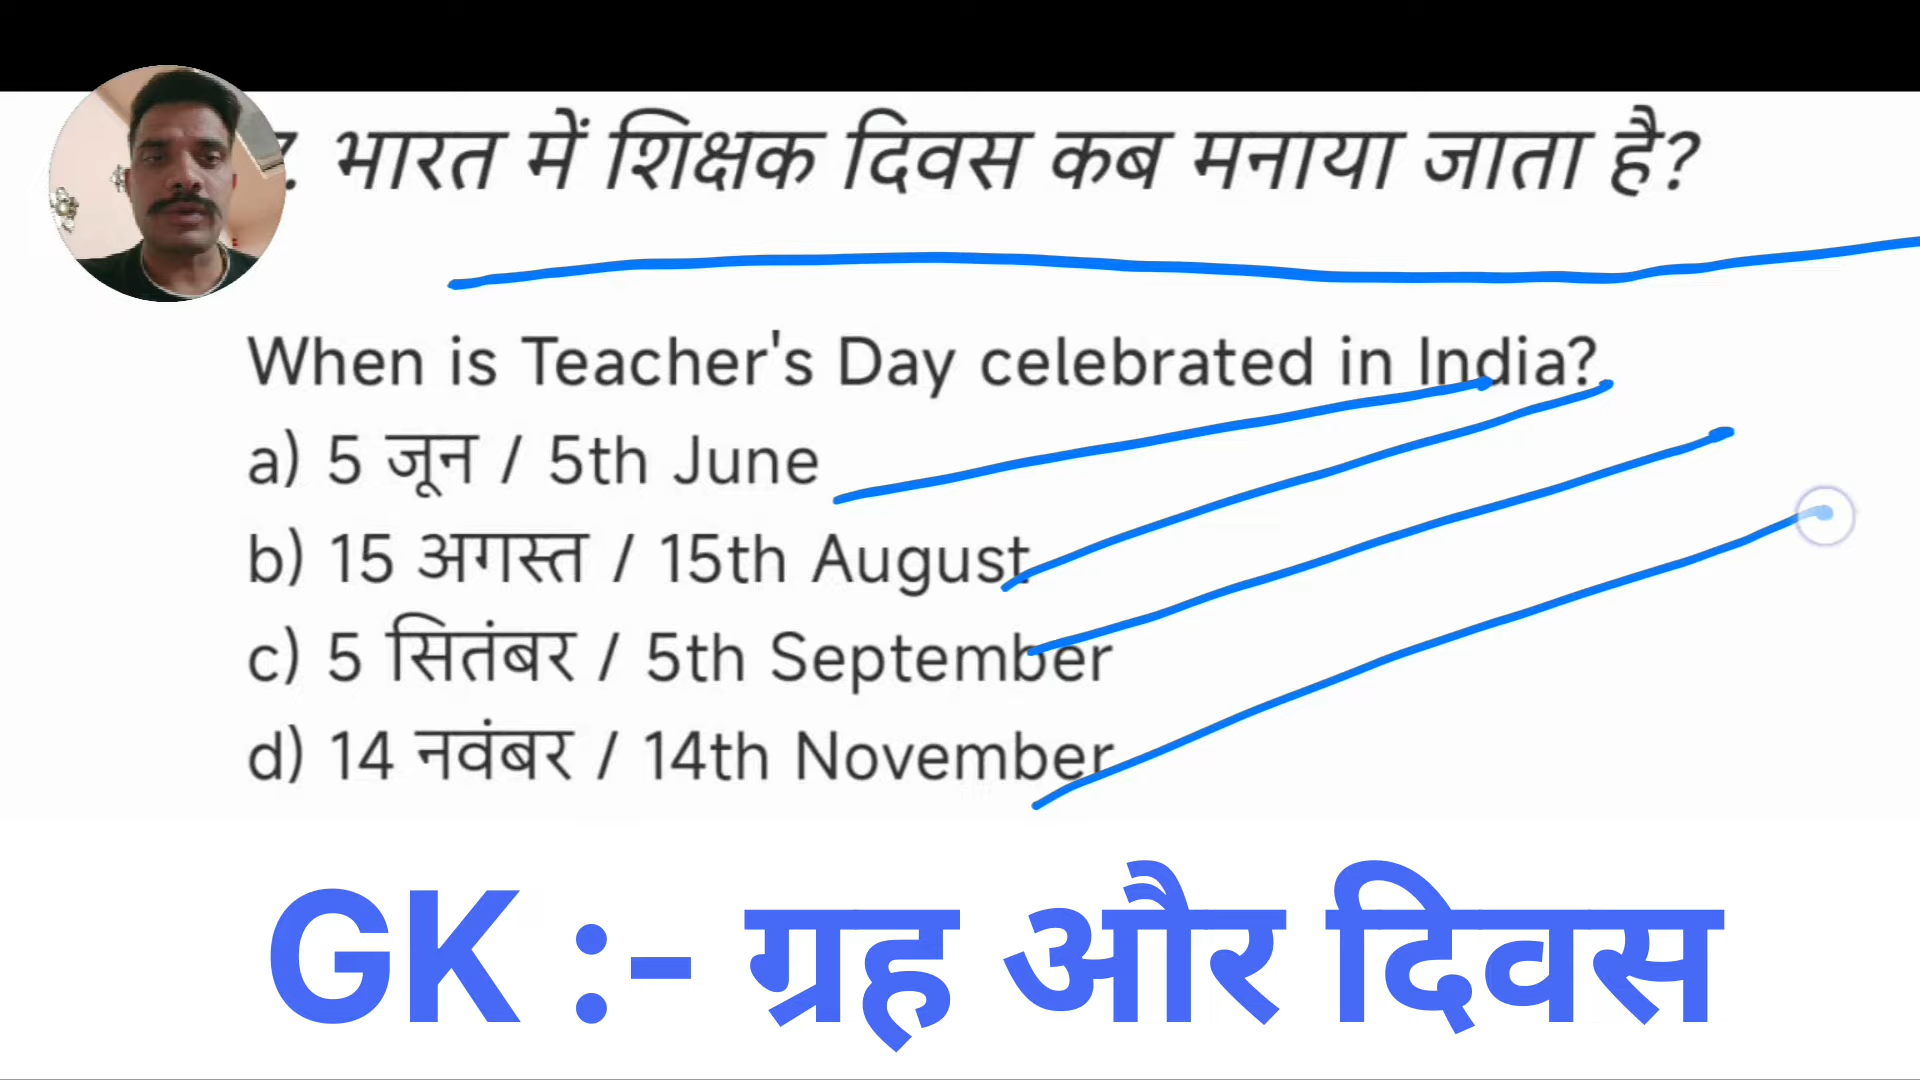 भारत में शिक्षक दिवस कब मनाया जाता है?
When is Teacher's Day celebrated in India?
a) 5 जून / 5th June
b) 15 अगस्त / 15th August
c) 5 सितंबर / 5th September
d) 14 नवंबर / 14th November
GK :- ग्रह और दिवस